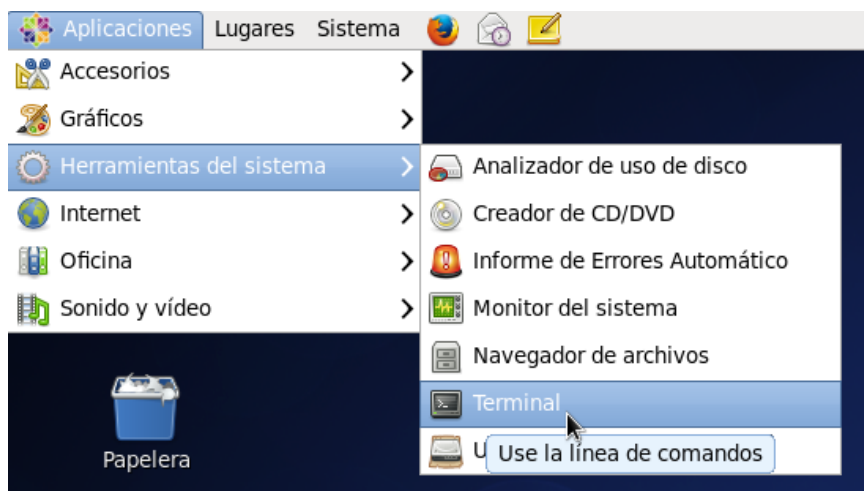 Aplicaciones Lugares Sistema
Accesorios
Gráficos
Herramientas del sistema
Internet
Oficina
Sonido y vídeo
Analizador de uso de disco
Creador de CD/DVD
Informe de Errores Automático
Monitor del sistema
Navegador de archivos
Terminal
Use la línea de comandos
Papelera